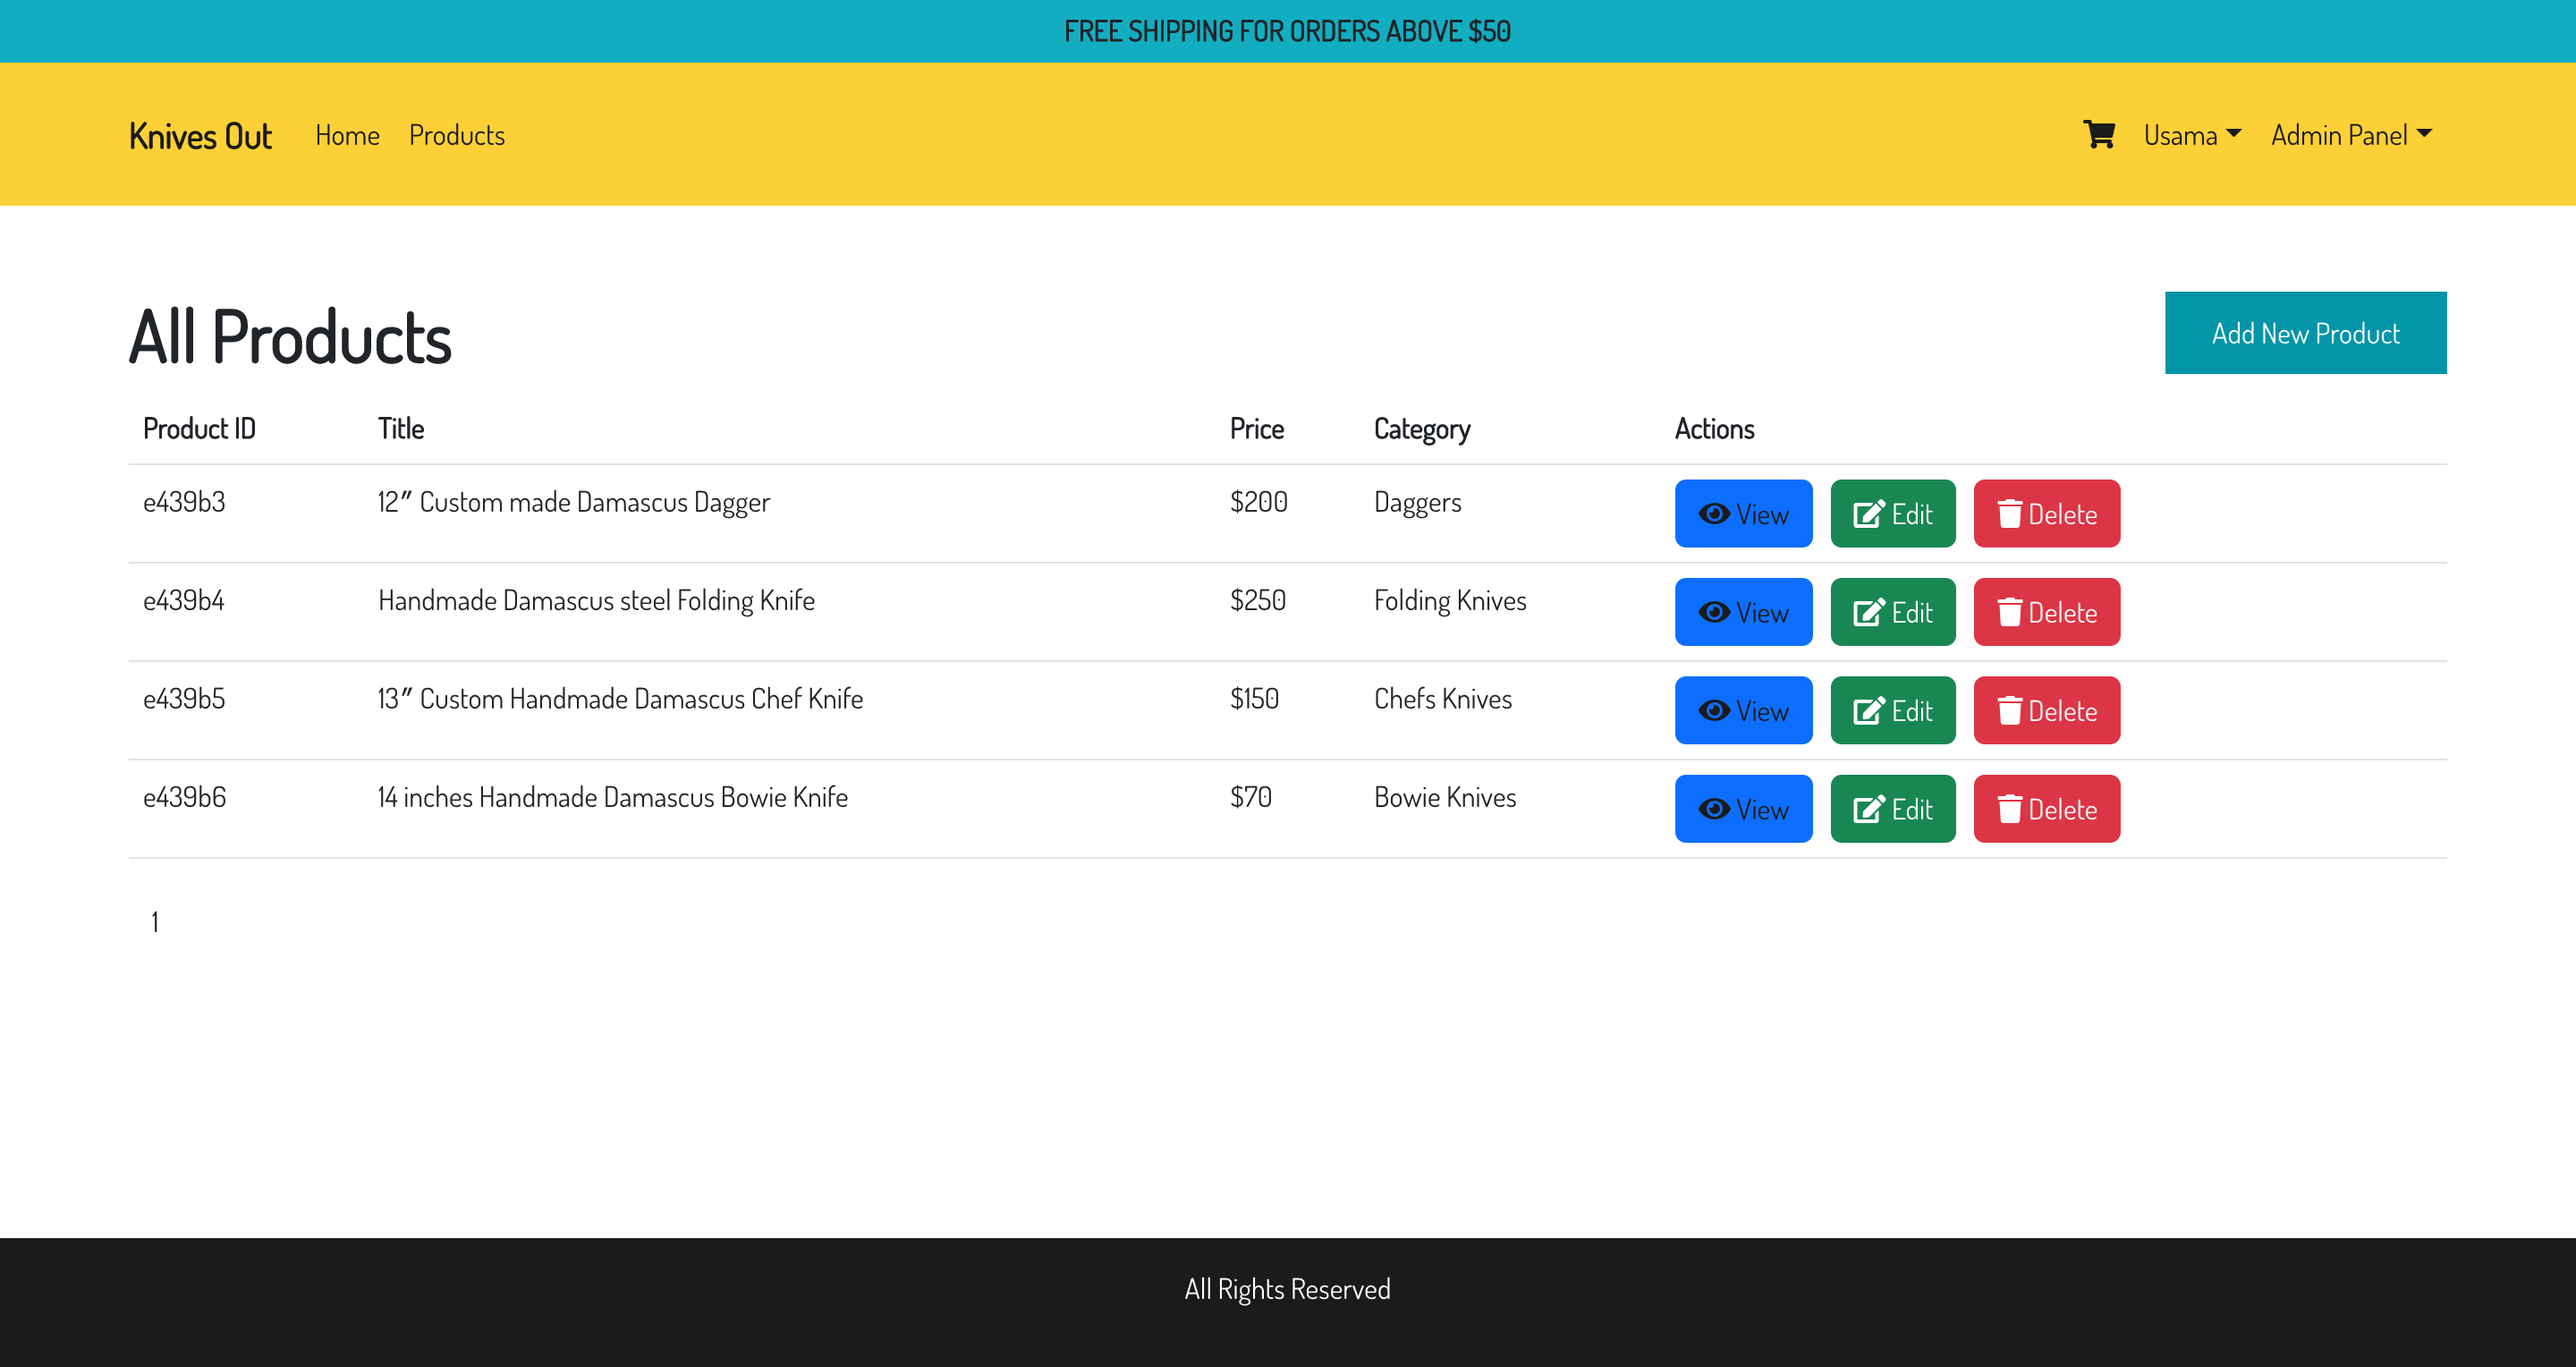 FREE SHIPPING FOR ORDERS ABOVE $50
Knives Out Home Products Usama Admin Panel
All Products Add New Product
Product ID Title Price Category Actions
e439b3 12″ Custom made Damascus Dagger $200 Daggers View Edit Delete
e439b4 Handmade Damascus steel Folding Knife $250 Folding Knives View Edit Delete
e439b5 13″ Custom Handmade Damascus Chef Knife $150 Chefs Knives View Edit Delete
e439b6 14 inches Handmade Damascus Bowie Knife $70 Bowie Knives View Edit Delete
1
All Rights Reserved